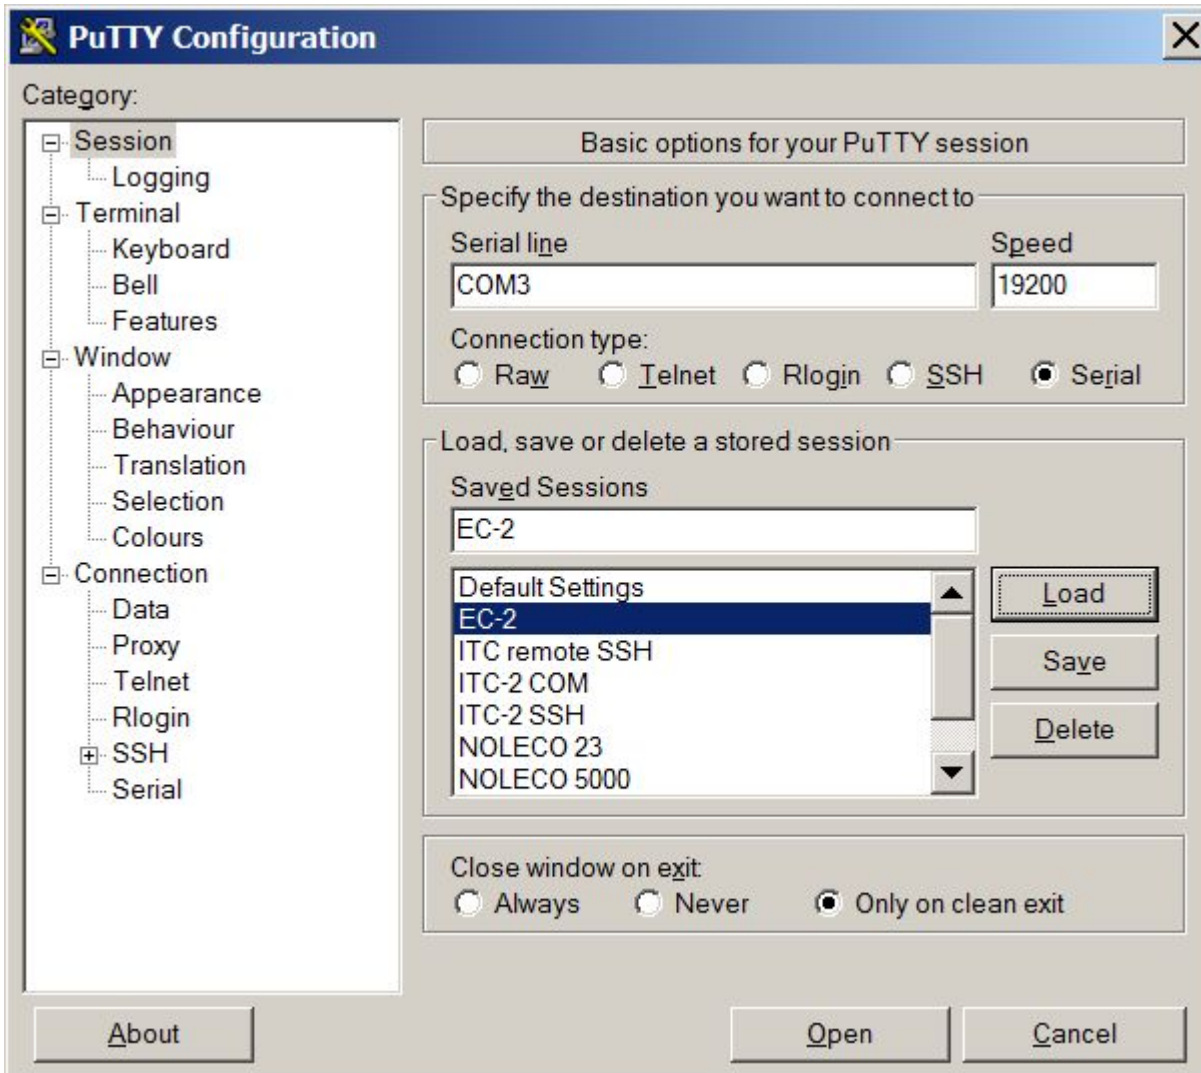 PuTTY Configuration
Category:
Session
Logging
Terminal
Keyboard
Bell
Features
Window
Appearance
Behaviour
Translation
Selection
Colours
Connection
Data
Proxy
Telnet
Rlogin
SSH
Serial
Basic options for your PuTTY session
Specify the destination you want to connect to
Serial line Speed
COM3 19200
Connection type:
Raw Telnet Rlogin SSH Serial
Load, save or delete a stored session
Saved Sessions
EC-2
Default Settings
EC-2
ITC remote SSH
ITC-2 COM
ITC-2 SSH
NOLECO 23
NOLECO 5000
Load
Save
Delete
Close window on exit:
Always Never Only on clean exit
About Open Cancel